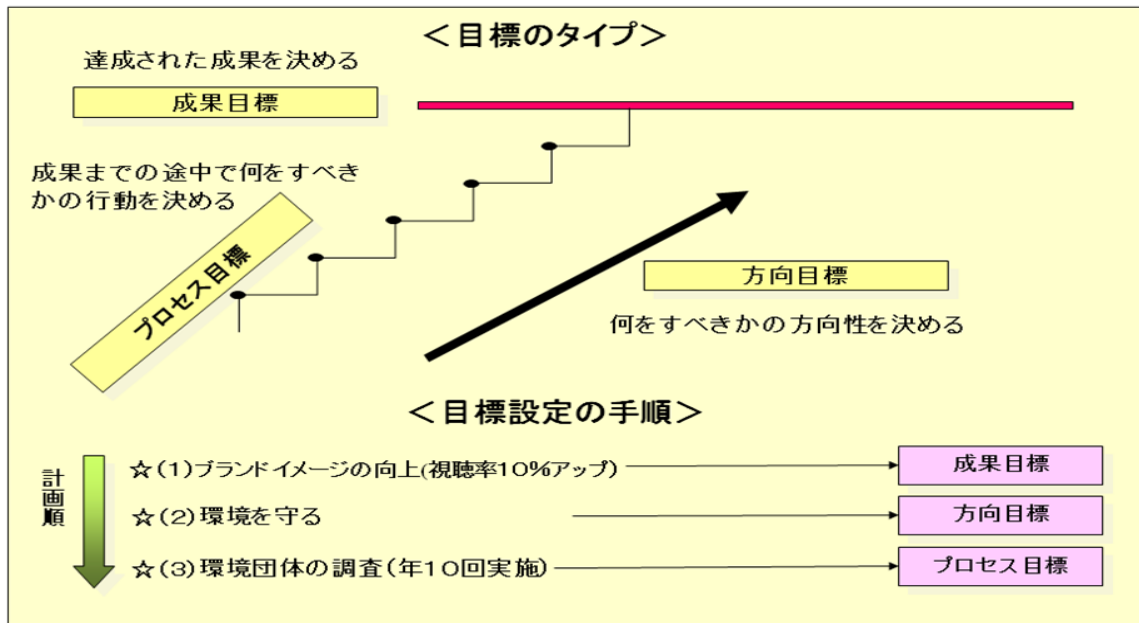 <目標のタイプ>
達成された成果を決める
成果目標
成果までの途中で何をすべき
かの行動を決める
プロセス目標
方向目標
何をすべきかの方向性を決める
<目標設定の手順>
計画順
☆(1)ブランドイメージの向上(視聴率10%アップ)
成果目標
☆(2)環境を守る
方向目標
☆(3)環境団体の調査(年10回実施)
プロセス目標